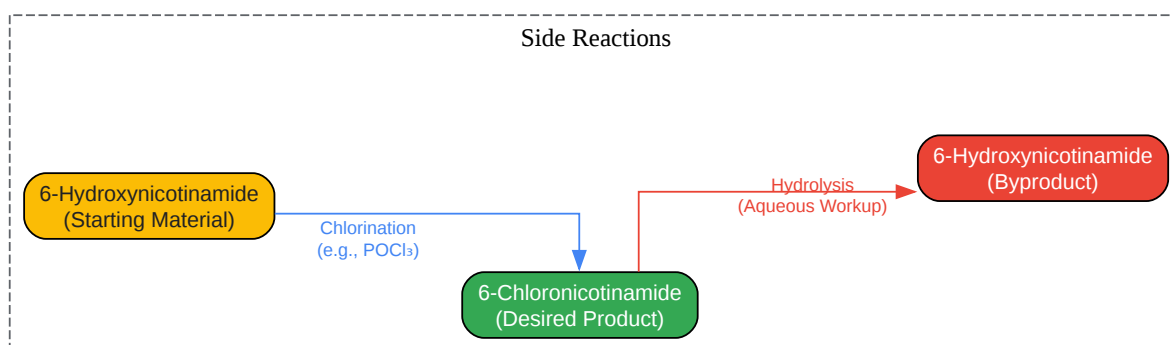 Side Reactions
6-Hydroxynicotinamide
(Starting Material)
Chlorination
(e.g., POCl₃)
6-Chloronicotinamide
(Desired Product)
Hydrolysis
(Aqueous Workup)
6-Hydroxynicotinamide
(Byproduct)